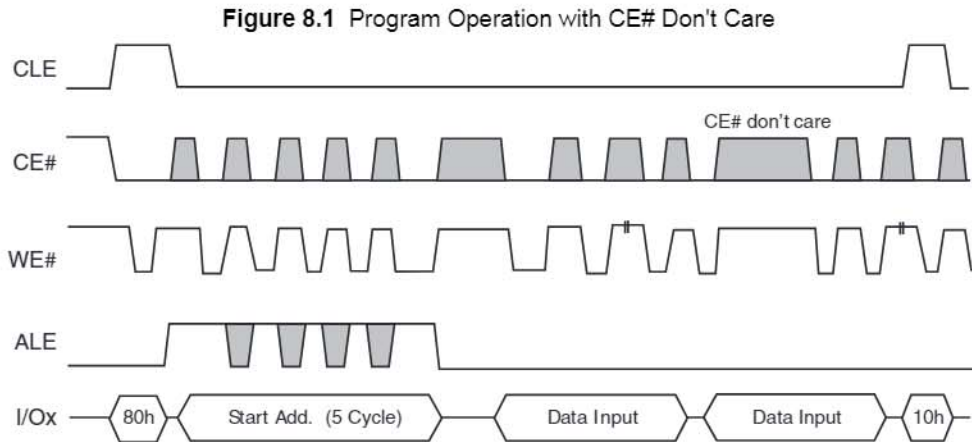 Figure 8.1 Program Operation with CE# Don't Care
CLE
CE# don't care
CE#
WE#
ALE
I/Ox 80h Start Add. (5 Cycle) Data Input Data Input 10h